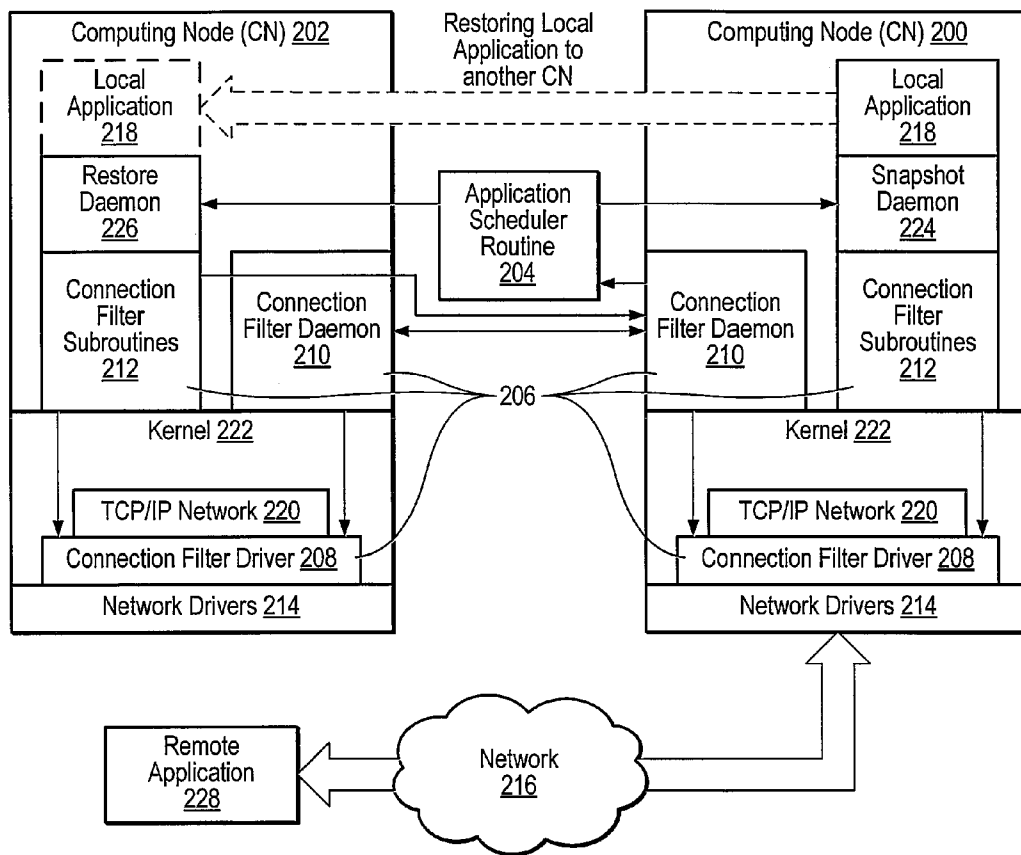 Computing Node (CN) 202
Local
Application
218
Restore
Daemon
226
Connection
Filter
Subroutines
212
Connection
Filter Daemon
210
Kernel 222
TCP/IP Network 220
Connection Filter Driver 208
Network Drivers 214
Restoring Local
Application to
another CN
Application
Scheduler
Routine
204
206
Computing Node (CN) 200
Local
Application
218
Snapshot
Daemon
224
Connection
Filter Daemon
210
Connection
Filter
Subroutines
212
Kernel 222
TCP/IP Network 220
Connection Filter Driver 208
Network Drivers 214
Remote
Application
228
Network
216